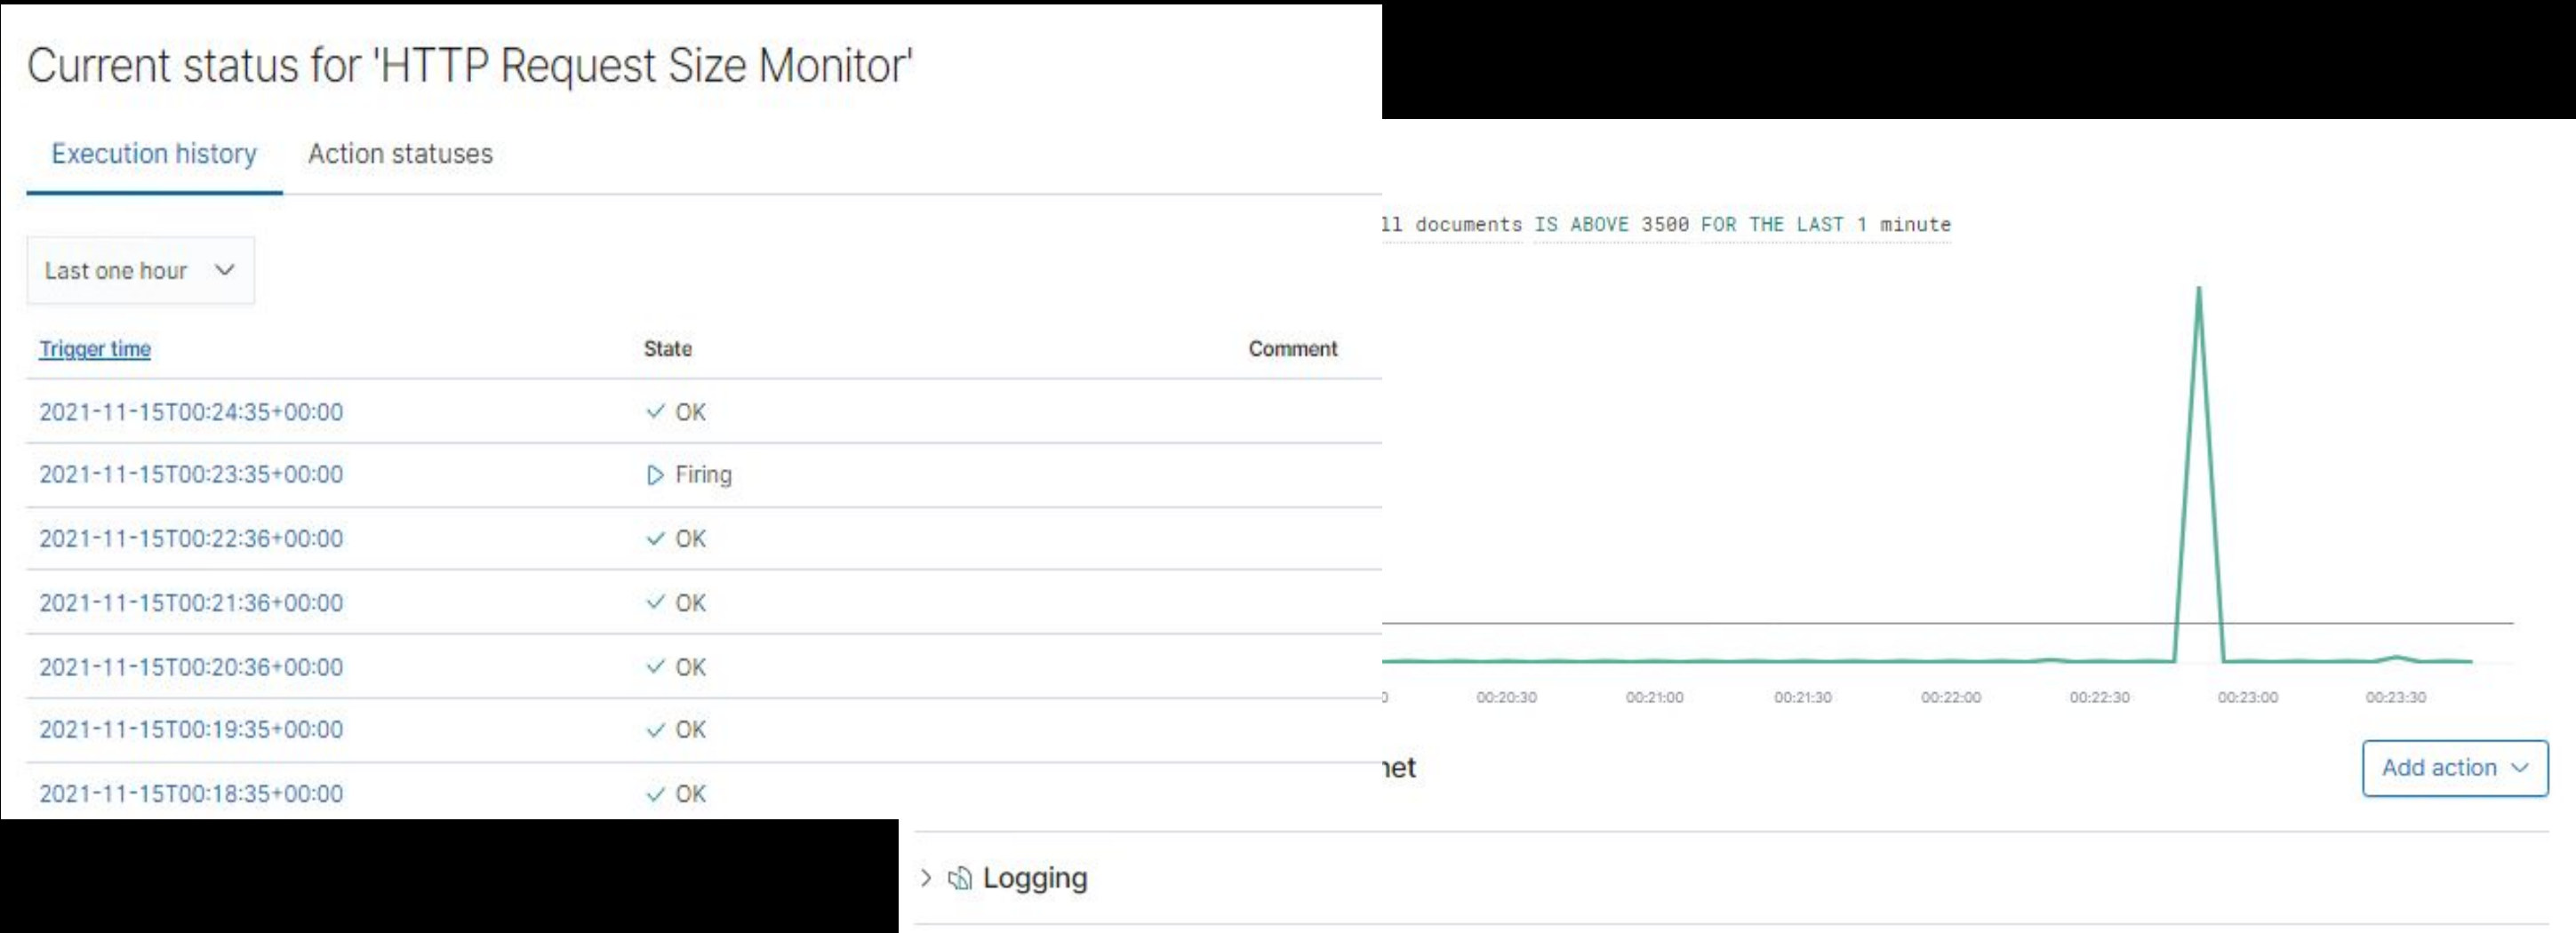 Current status for 'HTTP Request Size Monitor'
Execution history Action statuses
Last one hour
Trigger time State Comment
2021-11-15T00:24:35+00:00 OK
2021-11-15T00:23:35+00:00 Firing
2021-11-15T00:22:36+00:00 OK
2021-11-15T00:21:36+00:00 OK
2021-11-15T00:20:36+00:00 OK
2021-11-15T00:19:35+00:00 OK
2021-11-15T00:18:35+00:00 OK
ll documents IS ABOVE 3500 FOR THE LAST 1 minute
00:20:30 00:21:00 00:21:30 00:22:00 00:22:30 00:23:00 00:23:30
Add action
Logging